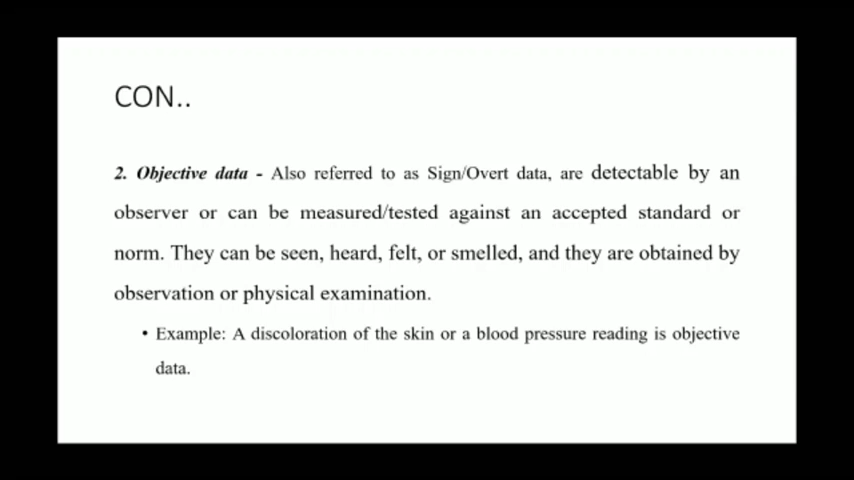 CON..
2. Objective data - Also referred to as Sign/Overt data, are detectable by an
observer or can be measured/tested against an accepted standard or
norm. They can be seen, heard, felt, or smelled, and they are obtained by
observation or physical examination.
• Example: A discoloration of the skin or a blood pressure reading is objective
data.